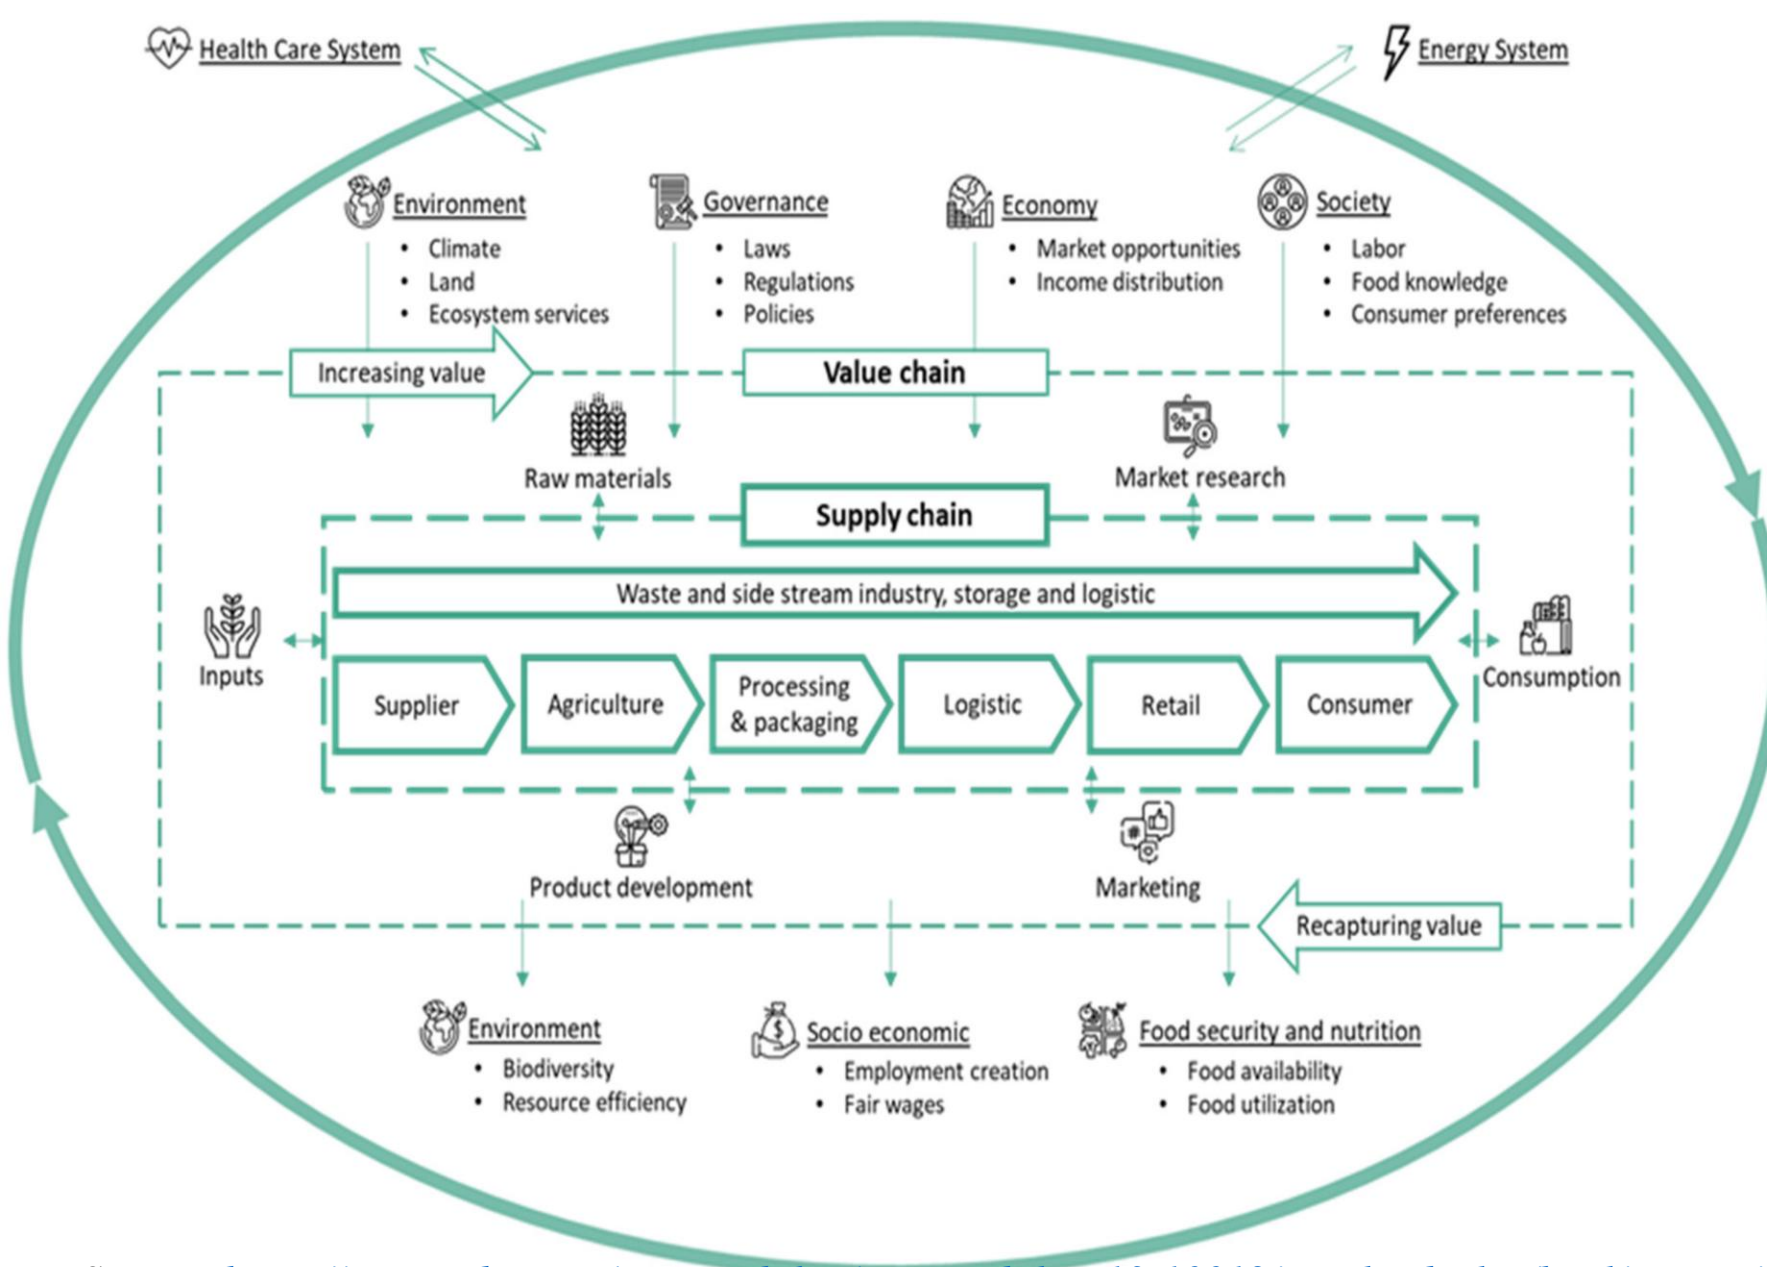 Health Care System
Energy System
Environment
• Climate
• Land
• Ecosystem services
Governance
• Laws
• Regulations
• Policies
Economy
• Market opportunities
• Income distribution
Society
• Labor
• Food knowledge
• Consumer preferences
Increasing value
Value chain
Raw materials
Market research
Supply chain
Waste and side stream industry, storage and logistic
Inputs
Supplier
Agriculture
Processing
& packaging
Logistic
Retail
Consumer
Consumption
Product development
Marketing
Recapturing value
Environment
• Biodiversity
• Resource efficiency
Socio economic
• Employment creation
• Fair wages
Food security and nutrition
• Food availability
• Food utilization